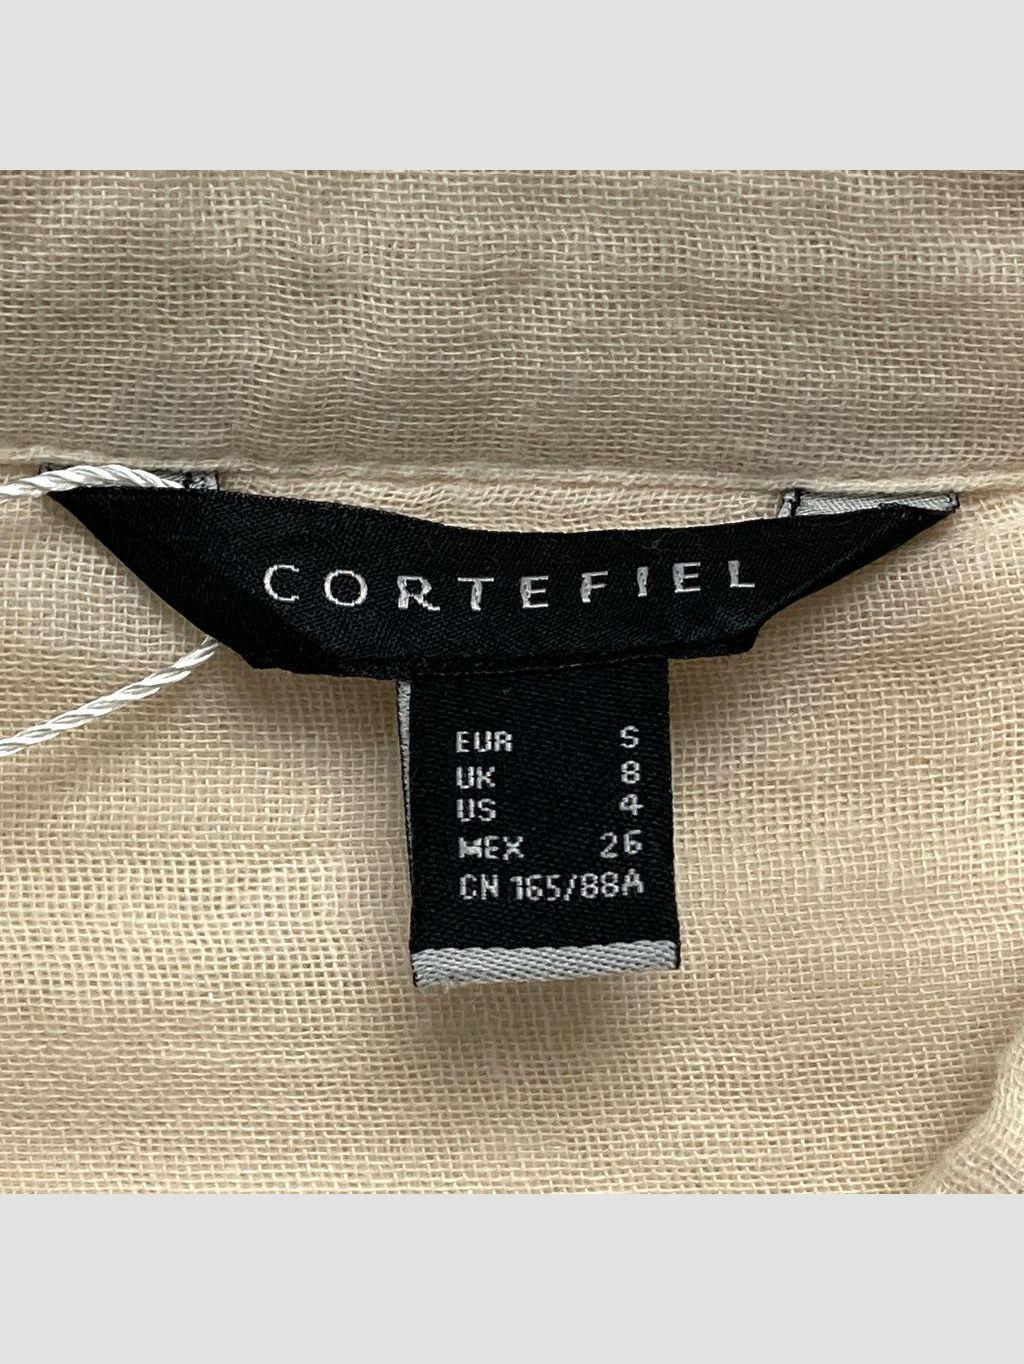 CORTEFIEL
EUR S
UK 8
US 4
MEX 26
CN 165/88A